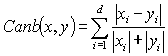 Canb(x, y) = \sum_{i=1}^{d} \frac{|x_i - y_i|}{|x_i| + |y_i|}